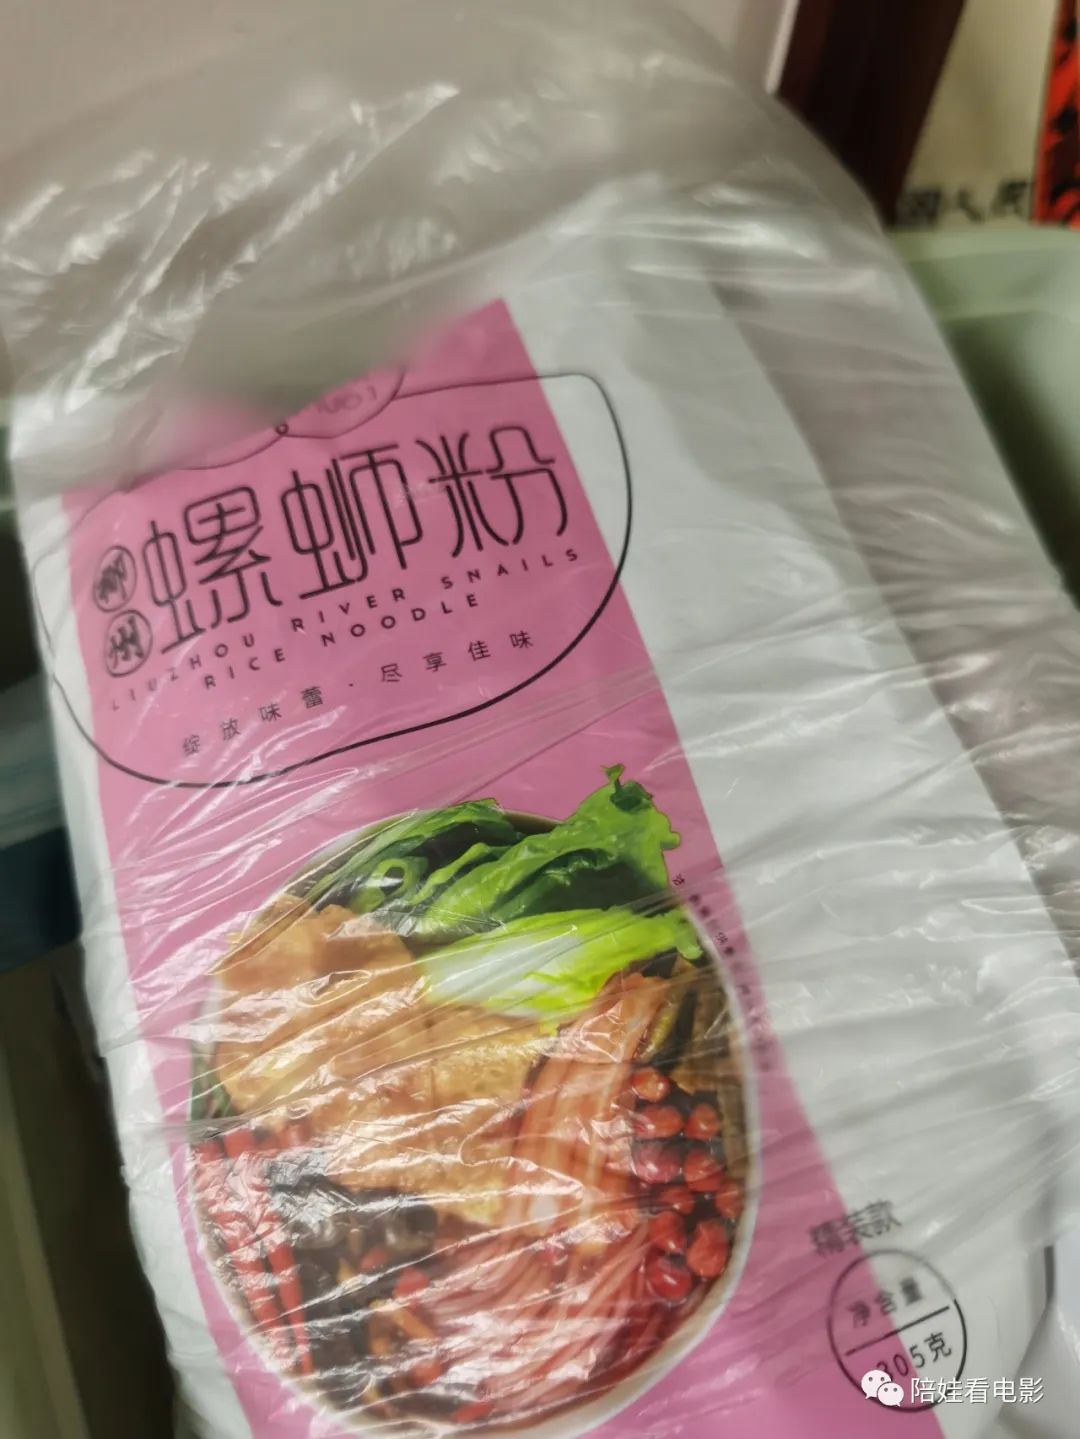 柳州
螺蛳粉
LIUZHOU RIVER SNAILS
RICE NOODLE
绽放味蕾·尽享佳味
精装款
净含量
305克
陪娃看电影